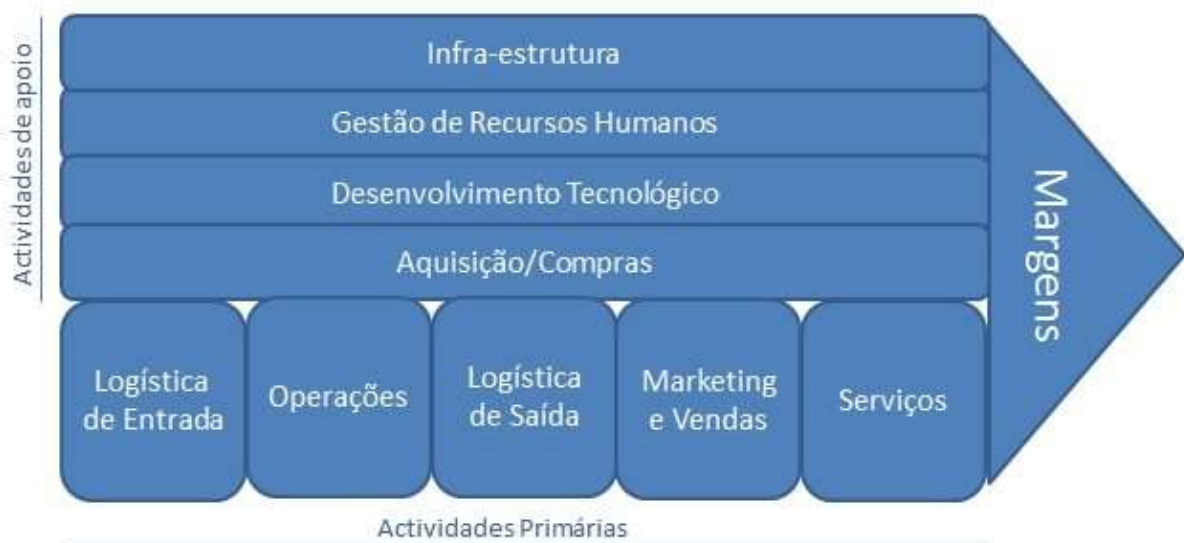 Actividades de apoio
Infra-estrutura
Gestão de Recursos Humanos
Desenvolvimento Tecnológico
Aquisição/Compras
Logística
de Entrada
Operações
Logística
de Saída
Marketing
e Vendas
Serviços
Margens
Actividades Primárias